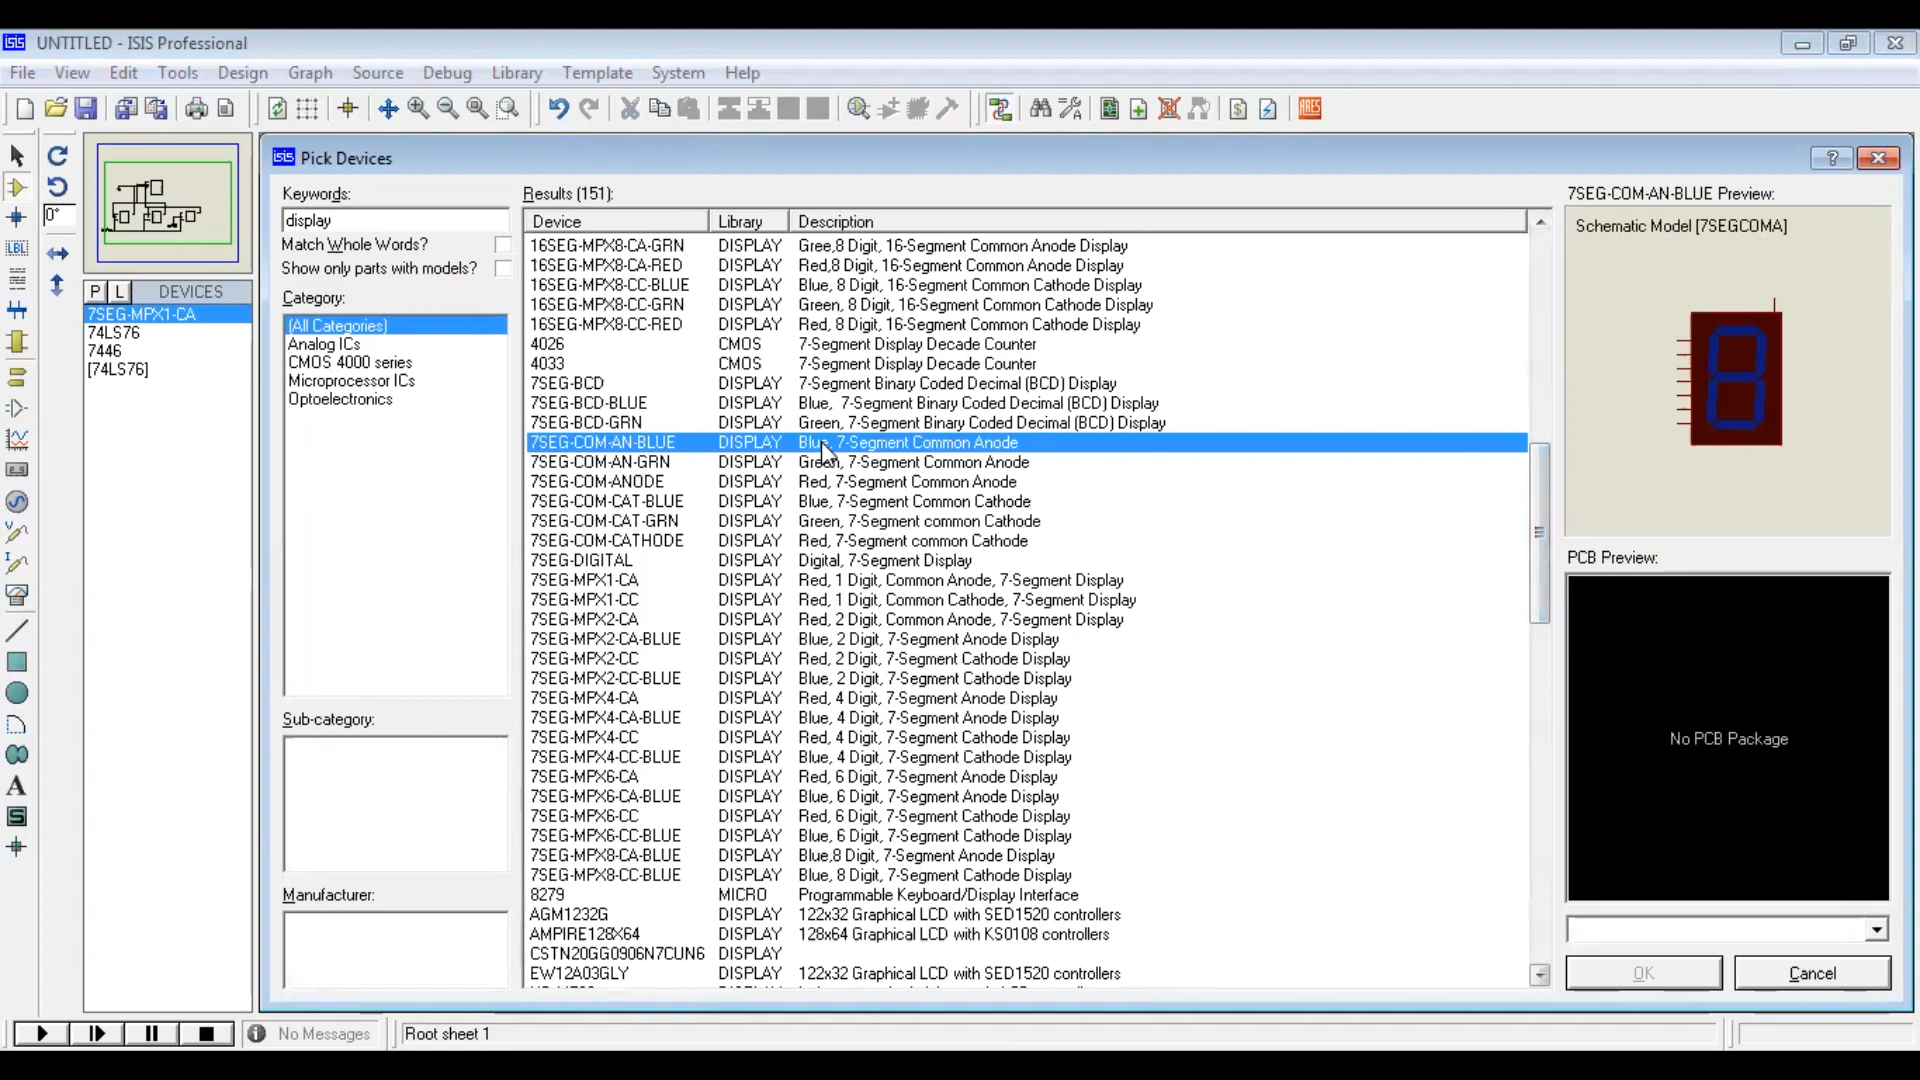 UNTITLED - ISIS Professional
File View Edit Tools Design Graph Source Debug Library Template System Help
ARES
isis Pick Devices
Keywords:
display
Match Whole Words?
Show only parts with models?
Category:
(All Categories)
Analog ICs
CMOS 4000 series
Microprocessor ICs
Optoelectronics
Sub-category:
Manufacturer:
0°
LBL
A
P L DEVICES
7SEG-MPX1-CA
74LS76
7446
[74LS76]
Results (151):
Device Library Description
16SEG-MPX8-CA-GRN DISPLAY Gree,8 Digit, 16-Segment Common Anode Display
16SEG-MPX8-CA-RED DISPLAY Red,8 Digit, 16-Segment Common Anode Display
16SEG-MPX8-CC-BLUE DISPLAY Blue, 8 Digit, 16-Segment Common Cathode Display
16SEG-MPX8-CC-GRN DISPLAY Green, 8 Digit, 16-Segment Common Cathode Display
16SEG-MPX8-CC-RED DISPLAY Red, 8 Digit, 16-Segment Common Cathode Display
4026 CMOS 7-Segment Display Decade Counter
4033 CMOS 7-Segment Display Decade Counter
7SEG-BCD DISPLAY 7-Segment Binary Coded Decimal (BCD) Display
7SEG-BCD-BLUE DISPLAY Blue, 7-Segment Binary Coded Decimal (BCD) Display
7SEG-BCD-GRN DISPLAY Green, 7-Segment Binary Coded Decimal (BCD) Display
7SEG-COM-AN-BLUE DISPLAY Blue, 7-Segment Common Anode
7SEG-COM-AN-GRN DISPLAY Green, 7-Segment Common Anode
7SEG-COM-ANODE DISPLAY Red, 7-Segment Common Anode
7SEG-COM-CAT-BLUE DISPLAY Blue, 7-Segment Common Cathode
7SEG-COM-CAT-GRN DISPLAY Green, 7-Segment common Cathode
7SEG-COM-CATHODE DISPLAY Red, 7-Segment common Cathode
7SEG-DIGITAL DISPLAY Digital, 7-Segment Display
7SEG-MPX1-CA DISPLAY Red, 1 Digit, Common Anode, 7-Segment Display
7SEG-MPX1-CC DISPLAY Red, 1 Digit, Common Cathode, 7-Segment Display
7SEG-MPX2-CA DISPLAY Red, 2 Digit, Common Anode, 7-Segment Display
7SEG-MPX2-CA-BLUE DISPLAY Blue, 2 Digit, 7-Segment Anode Display
7SEG-MPX2-CC DISPLAY Red, 2 Digit, 7-Segment Cathode Display
7SEG-MPX2-CC-BLUE DISPLAY Blue, 2 Digit, 7-Segment Cathode Display
7SEG-MPX4-CA DISPLAY Red, 4 Digit, 7-Segment Anode Display
7SEG-MPX4-CA-BLUE DISPLAY Blue, 4 Digit, 7-Segment Anode Display
7SEG-MPX4-CC DISPLAY Red, 4 Digit, 7-Segment Cathode Display
7SEG-MPX4-CC-BLUE DISPLAY Blue, 4 Digit, 7-Segment Cathode Display
7SEG-MPX6-CA DISPLAY Red, 6 Digit, 7-Segment Anode Display
7SEG-MPX6-CA-BLUE DISPLAY Blue, 6 Digit, 7-Segment Anode Display
7SEG-MPX6-CC DISPLAY Red, 6 Digit, 7-Segment Cathode Display
7SEG-MPX6-CC-BLUE DISPLAY Blue, 6 Digit, 7-Segment Cathode Display
7SEG-MPX8-CA-BLUE DISPLAY Blue,8 Digit, 7-Segment Anode Display
7SEG-MPX8-CC-BLUE DISPLAY Blue, 8 Digit, 7-Segment Cathode Display
8279 MICRO Programmable Keyboard/Display Interface
AGM1232G DISPLAY 122x32 Graphical LCD with SED1520 controllers
AMPIRE128X64 DISPLAY 128x64 Graphical LCD with KS0108 controllers
CSTN20GG0906N7CUN6 DISPLAY
EW12A03GLY DISPLAY 122x32 Graphical LCD with SED1520 controllers
7SEG-COM-AN-BLUE Preview:
Schematic Model [7SEGCOMA]
PCB Preview:
No PCB Package
OK Cancel
No Messages Root sheet 1